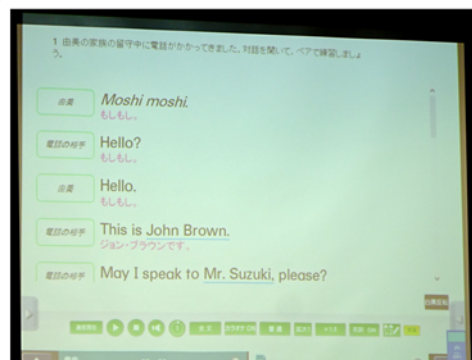 1 由美の家族の留守中に電話がかかってきました。対話を聞いて、ペアで練習しましょ
う。
由美
Moshi moshi.
もしもし。
電話の相手
Hello?
もしもし。
由美
Hello.
もしもし。
電話の相手
This is John Brown.
ジョン・ブラウンです。
電話の相手
May I speak to Mr. Suzuki, please?